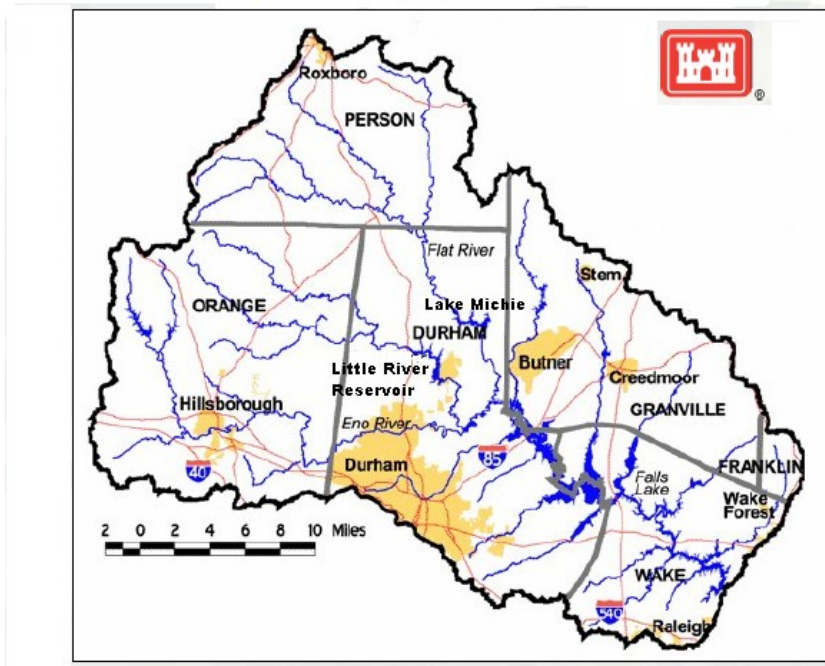 Roxboro
PERSON
®
Flat River
Stem
ORANGE
Lake Michie
DURHAM
Butner
Little River
Reservoir
Creedmoor
Hillsborough
GRANVILLE
Eno River
85
Durham
40
Falls
Lake
FRANKLIN
Wake
Forest
2 0 2 4 6 8 10 Miles
WAKE
540
Raleigh